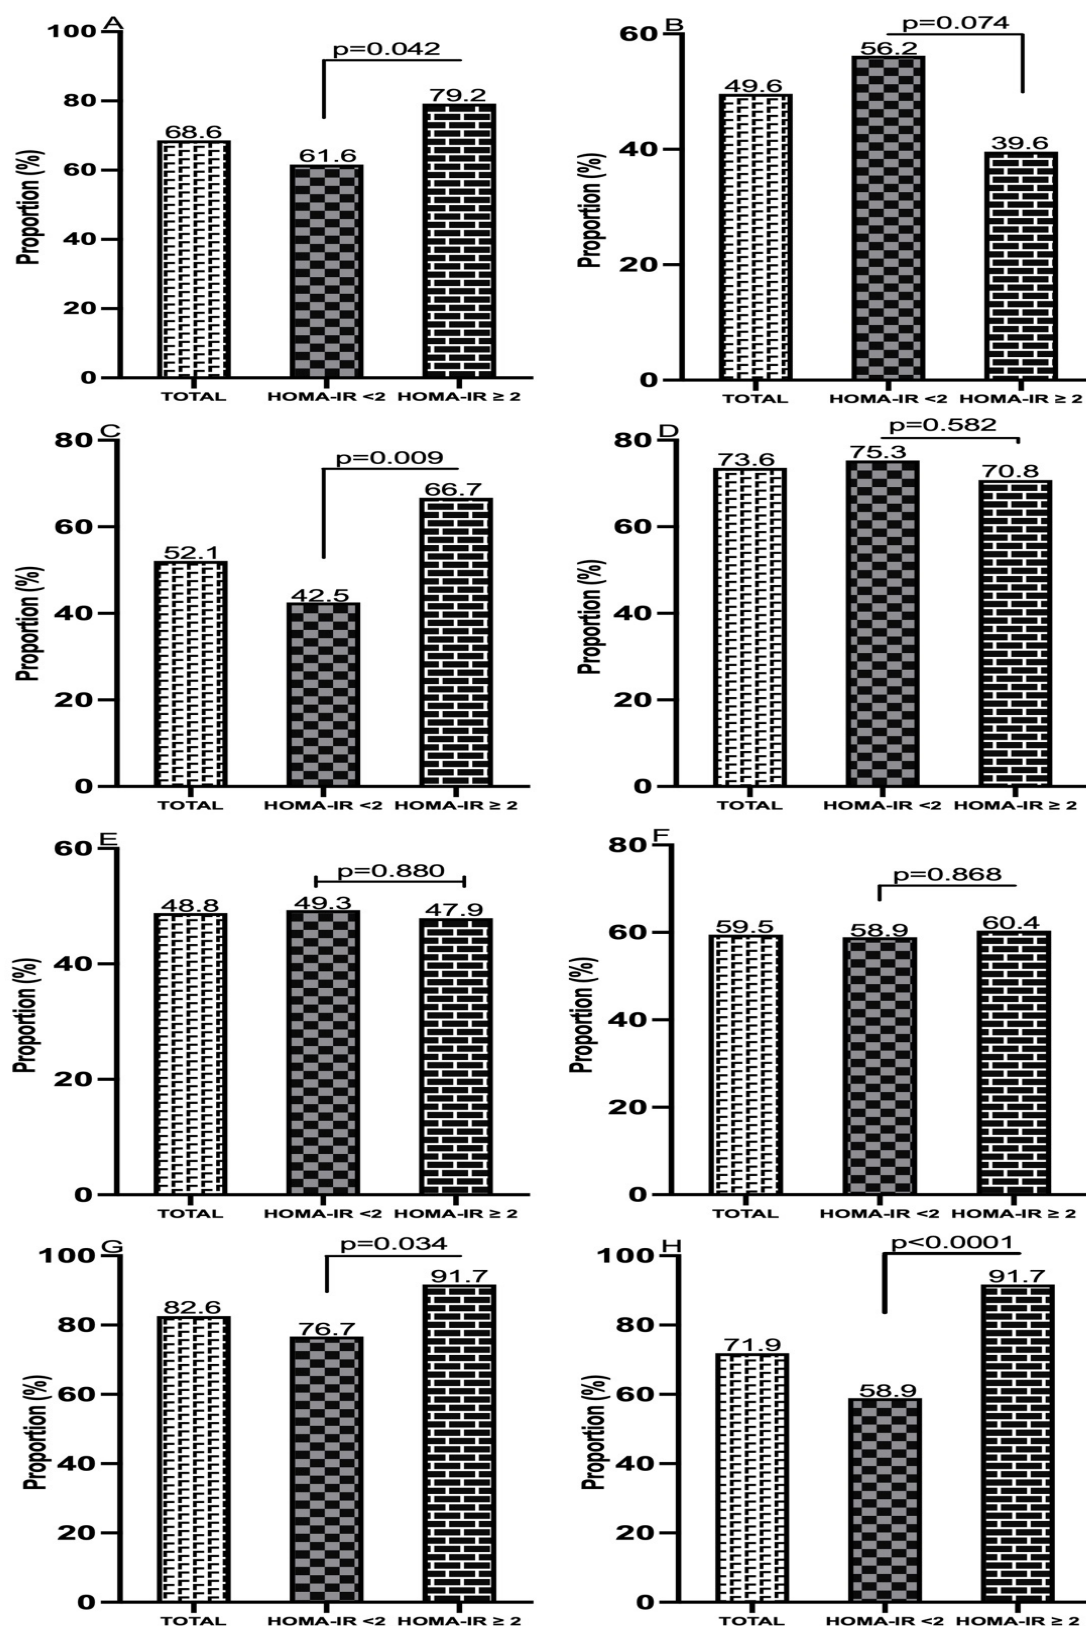 A
p=0.042
100
80
60
40
20
0
Proportion (%)
68.6
61.6
79.2
TOTAL HOMA-IR <2 HOMA-IR ≥ 2
B
p=0.074
60
40
20
0
Proportion (%)
49.6
56.2
39.6
TOTAL HOMA-IR <2 HOMA-IR ≥ 2
C
p=0.009
80
60
40
20
0
Proportion (%)
52.1
42.5
66.7
TOTAL HOMA-IR <2 HOMA-IR ≥ 2
D
p=0.582
80
60
40
20
0
Proportion (%)
73.6
75.3
70.8
TOTAL HOMA-IR <2 HOMA-IR ≥ 2
E
p=0.880
60
40
20
0
Proportion (%)
48.8
49.3
47.9
TOTAL HOMA-IR <2 HOMA-IR ≥ 2
F
p=0.868
80
60
40
20
0
Proportion (%)
59.5
58.9
60.4
TOTAL HOMA-IR <2 HOMA-IR ≥ 2
G
p=0.034
100
80
60
40
20
0
Proportion (%)
82.6
76.7
91.7
TOTAL HOMA-IR <2 HOMA-IR ≥ 2
H
p<0.0001
100
80
60
40
20
0
Proportion (%)
71.9
58.9
91.7
TOTAL HOMA-IR <2 HOMA-IR ≥ 2